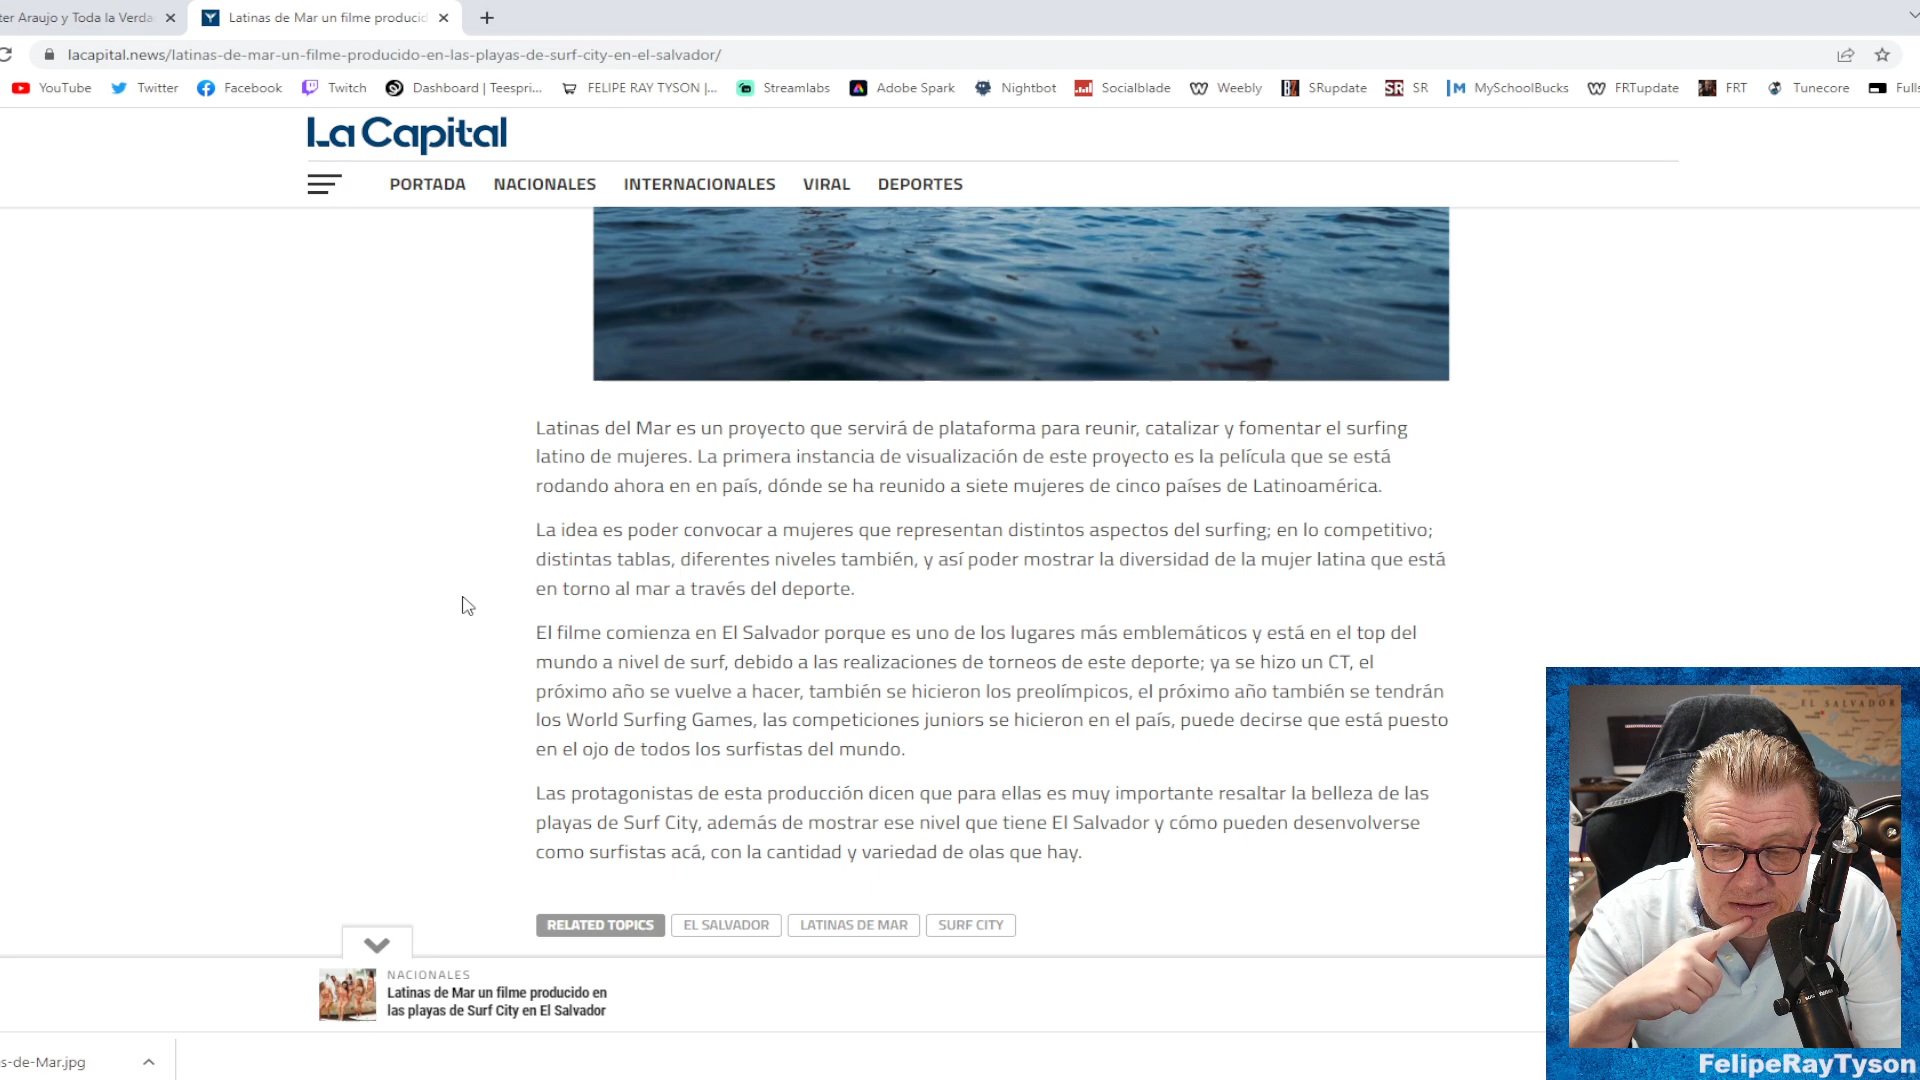 ter Araujo y Toda la Verda
Latinas de Mar un filme producid
lacapital.news/latinas-de-mar-un-filme-producido-en-las-playas-de-surf-city-en-el-salvador/
YouTube Twitter Facebook Twitch Dashboard | Teespri... FELIPE RAY TYSON |... Streamlabs Adobe Spark Nightbot Socialblade Weebly SRupdate SR MySchoolBucks FRTupdate FRT Tunecore Fulls
La Capital
PORTADA NACIONALES INTERNACIONALES VIRAL DEPORTES
Latinas del Mar es un proyecto que servirá de plataforma para reunir, catalizar y fomentar el surfing
latino de mujeres. La primera instancia de visualización de este proyecto es la película que se está
rodando ahora en en país, dónde se ha reunido a siete mujeres de cinco países de Latinoamérica.
La idea es poder convocar a mujeres que representan distintos aspectos del surfing; en lo competitivo;
distintas tablas, diferentes niveles también, y así poder mostrar la diversidad de la mujer latina que está
en torno al mar a través del deporte.
El filme comienza en El Salvador porque es uno de los lugares más emblemáticos y está en el top del
mundo a nivel de surf, debido a las realizaciones de torneos de este deporte; ya se hizo un CT, el
próximo año se vuelve a hacer, también se hicieron los preolímpicos, el próximo año también se tendrán
los World Surfing Games, las competiciones juniors se hicieron en el país, puede decirse que está puesto
en el ojo de todos los surfistas del mundo.
Las protagonistas de esta producción dicen que para ellas es muy importante resaltar la belleza de las
playas de Surf City, además de mostrar ese nivel que tiene El Salvador y cómo pueden desenvolverse
como surfistas acá, con la cantidad y variedad de olas que hay.
RELATED TOPICS EL SALVADOR LATINAS DE MAR SURF CITY
NACIONALES
Latinas de Mar un filme producido en
las playas de Surf City en El Salvador
s-de-Mar.jpg
EL SALVADOR
FelipeRayTyson